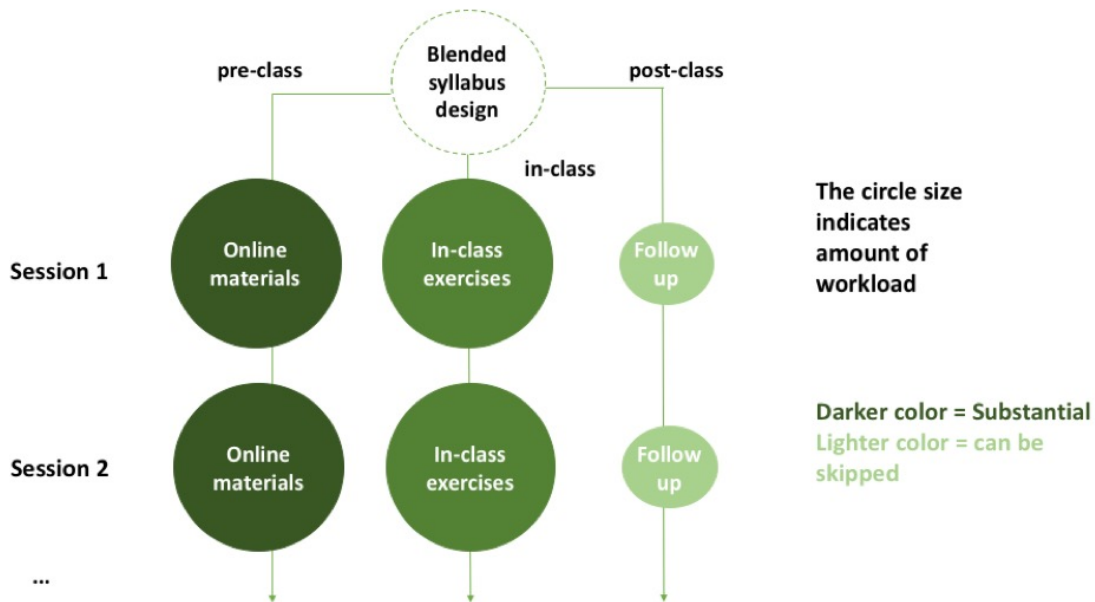 Blended
syllabus
design
pre-class
post-class
in-class
Session 1
Online
materials
In-class
exercises
Follow
up
The circle size
indicates
amount of
workload
Session 2
Online
materials
In-class
exercises
Follow
up
Darker color = Substantial
Lighter color = can be
skipped
...